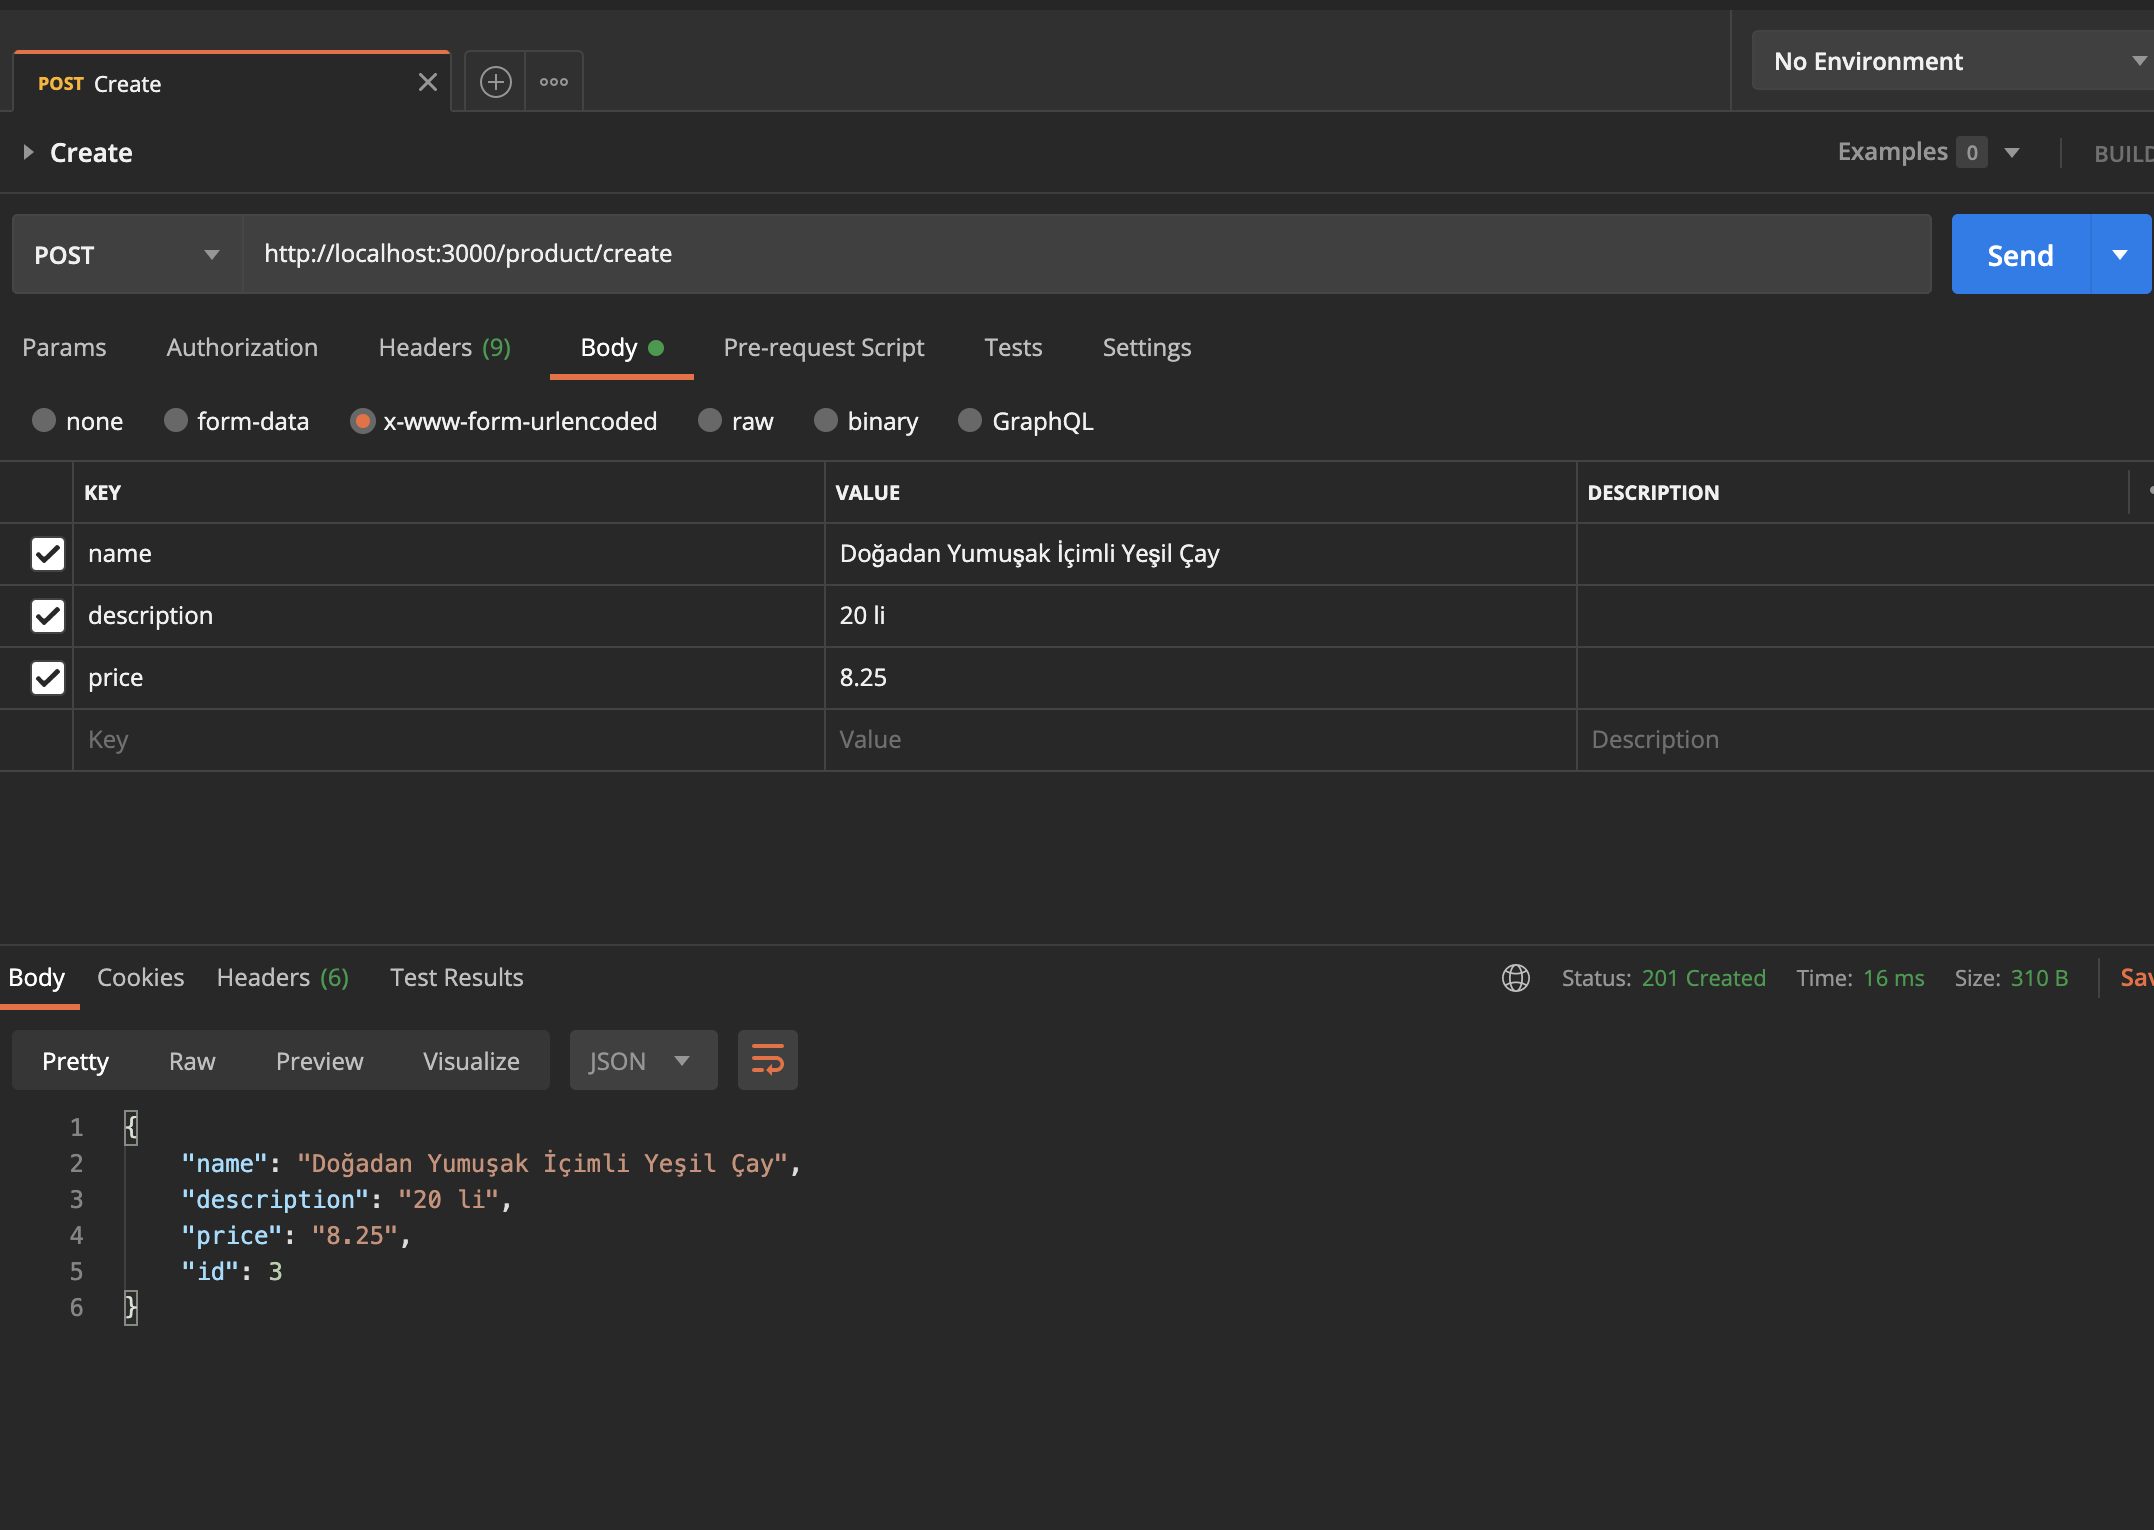 POST Create
No Environment
Create
Examples 0
POST
http://localhost:3000/product/create
Send
Params Authorization Headers (9) Body Pre-request Script Tests Settings
none form-data x-www-form-urlencoded raw binary GraphQL
KEY VALUE DESCRIPTION
name Doğadan Yumuşak İçimli Yeşil Çay
description 20 li
price 8.25
Key Value Description
Body Cookies Headers (6) Test Results Status: 201 Created Time: 16 ms Size: 310 B
Pretty Raw Preview Visualize JSON
1 {
2 "name": "Doğadan Yumuşak İçimli Yeşil Çay",
3 "description": "20 li",
4 "price": "8.25",
5 "id": 3
6 }